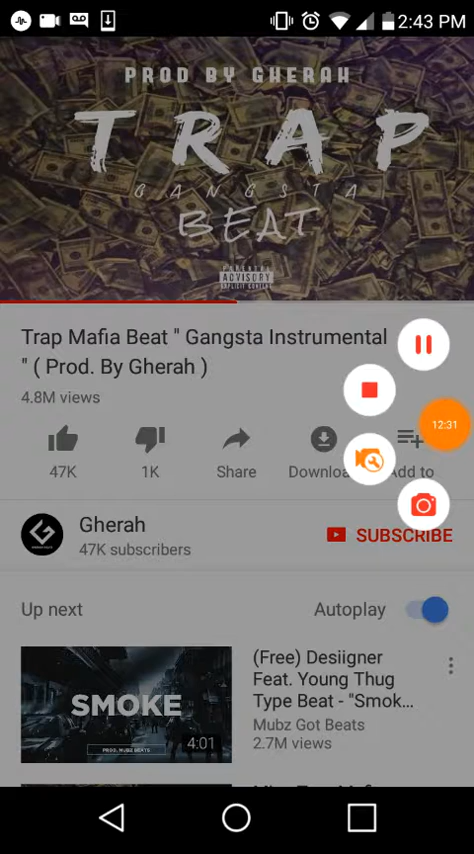 2:43 PM
PROD BY GHERAH
TRAP
GANGSTA
BEAT
PARENTAL
ADVISORY
EXPLICIT CONTENT
Trap Mafia Beat " Gangsta Instrumental
" ( Prod. By Gherah )
4.8M views
12:31
47K
1K
Share
Downloa
dd to
Gherah
47K subscribers
SUBSCRIBE
Up next
Autoplay
(Free) Desiigner
Feat. Young Thug
Type Beat - "Smok...
Mubz Got Beats
2.7M views
SMOKE
PROD. MUBZ BEATS
4:01